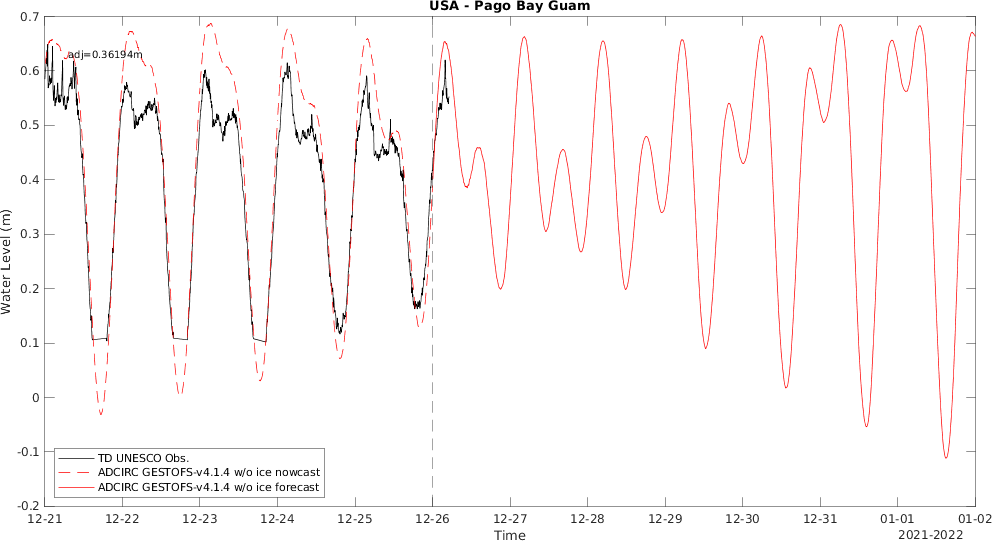 USA - Pago Bay Guam
adj=0.36194m
0.7
0.6
0.5
0.4
0.3
0.2
0.1
0
-0.1
-0.2
Water Level (m)
TD UNESCO Obs.
ADCIRC GESTOFS-v4.1.4 w/o ice nowcast
ADCIRC GESTOFS-v4.1.4 w/o ice forecast
12-21 12-22 12-23 12-24 12-25 12-26 12-27 12-28 12-29 12-30 12-31 01-01 01-02
Time
2021-2022